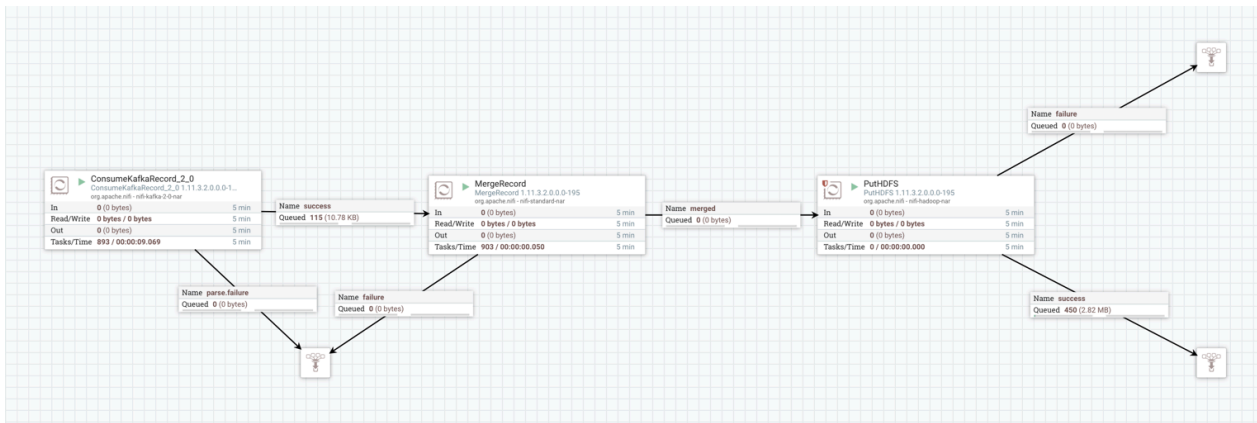 Name failure
Queued 0 (0 bytes)
ConsumeKafkaRecord_2_0
ConsumeKafkaRecord_2_0 1.11.3.2.0.0.0-1...
org.apache.nifi - nifi-kafka-2-0-nar
In 0 (0 bytes) 5 min
Read/Write 0 bytes / 0 bytes 5 min
Out 0 (0 bytes) 5 min
Tasks/Time 893 / 00:00:09.069 5 min
Name success
Queued 115 (10.78 KB)
MergeRecord
MergeRecord 1.11.3.2.0.0.0-195
org.apache.nifi - nifi-standard-nar
In 0 (0 bytes) 5 min
Read/Write 0 bytes / 0 bytes 5 min
Out 0 (0 bytes) 5 min
Tasks/Time 903 / 00:00:00.050 5 min
Name merged
Queued 0 (0 bytes)
PutHDFS
PutHDFS 1.11.3.2.0.0.0-195
org.apache.nifi - nifi-hadoop-nar
In 0 (0 bytes) 5 min
Read/Write 0 bytes / 0 bytes 5 min
Out 0 (0 bytes) 5 min
Tasks/Time 0 / 00:00:00.000 5 min
Name parse.failure
Queued 0 (0 bytes)
Name failure
Queued 0 (0 bytes)
Name success
Queued 450 (2.82 MB)